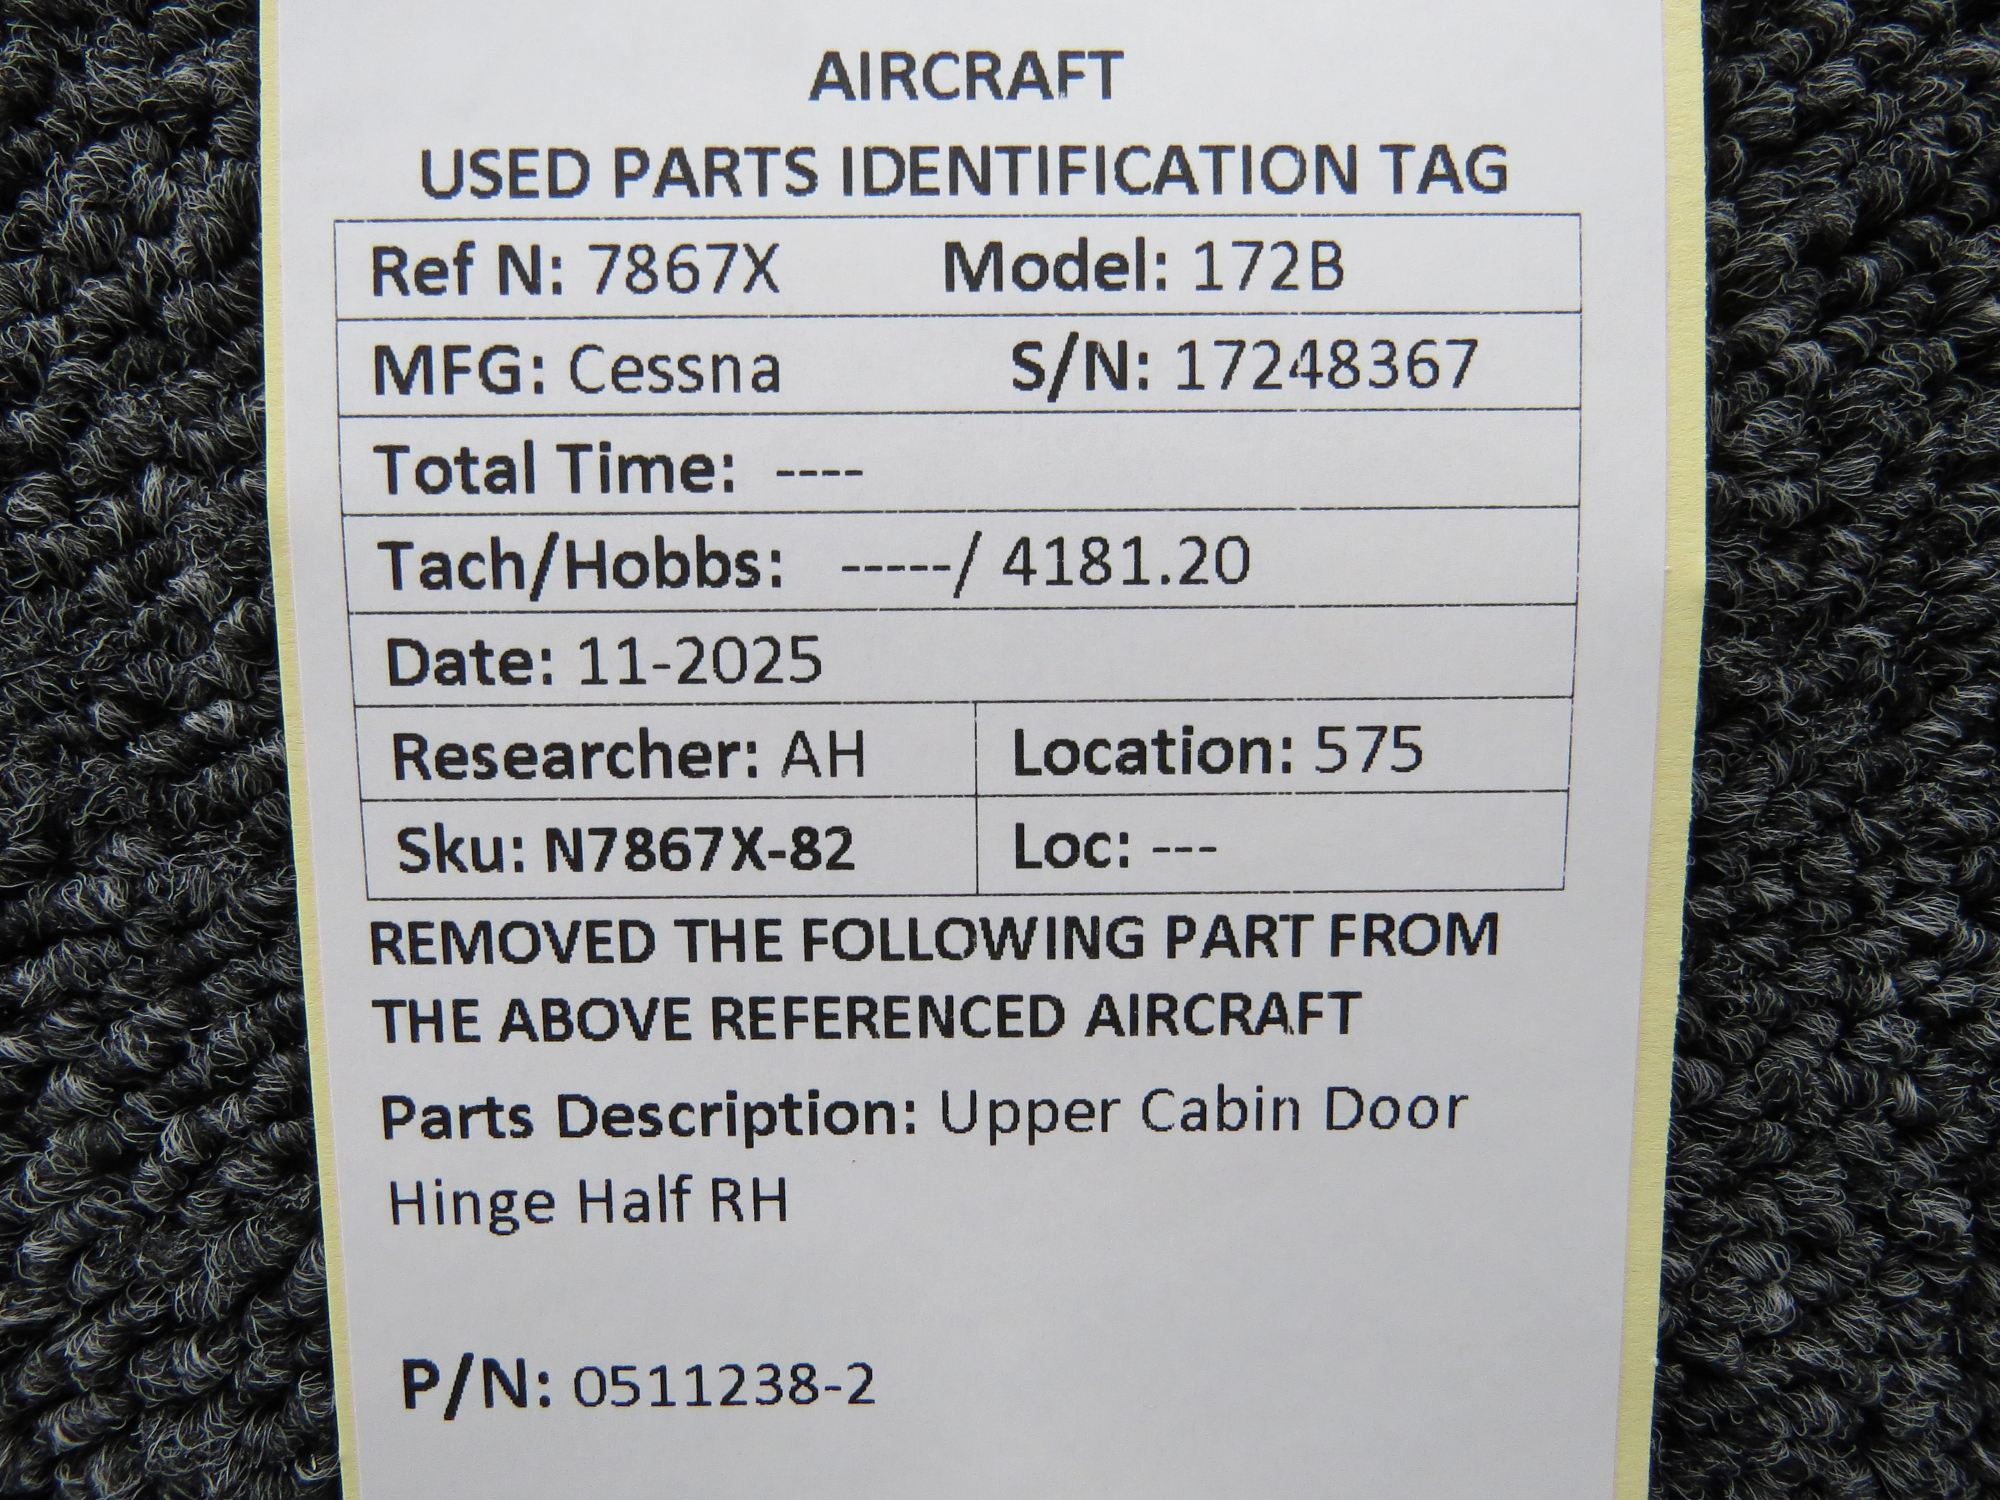 AIRCRAFT
USED PARTS IDENTIFICATION TAG
Ref N: 7867X Model: 172B
MFG: Cessna S/N: 17248367
Total Time: ----
Tach/Hobbs: -----/ 4181.20
Date: 11-2025
Researcher: AH Location: 575
Sku: N7867X-82 Loc: ---
REMOVED THE FOLLOWING PART FROM
THE ABOVE REFERENCED AIRCRAFT
Parts Description: Upper Cabin Door
Hinge Half RH
P/N: 0511238-2